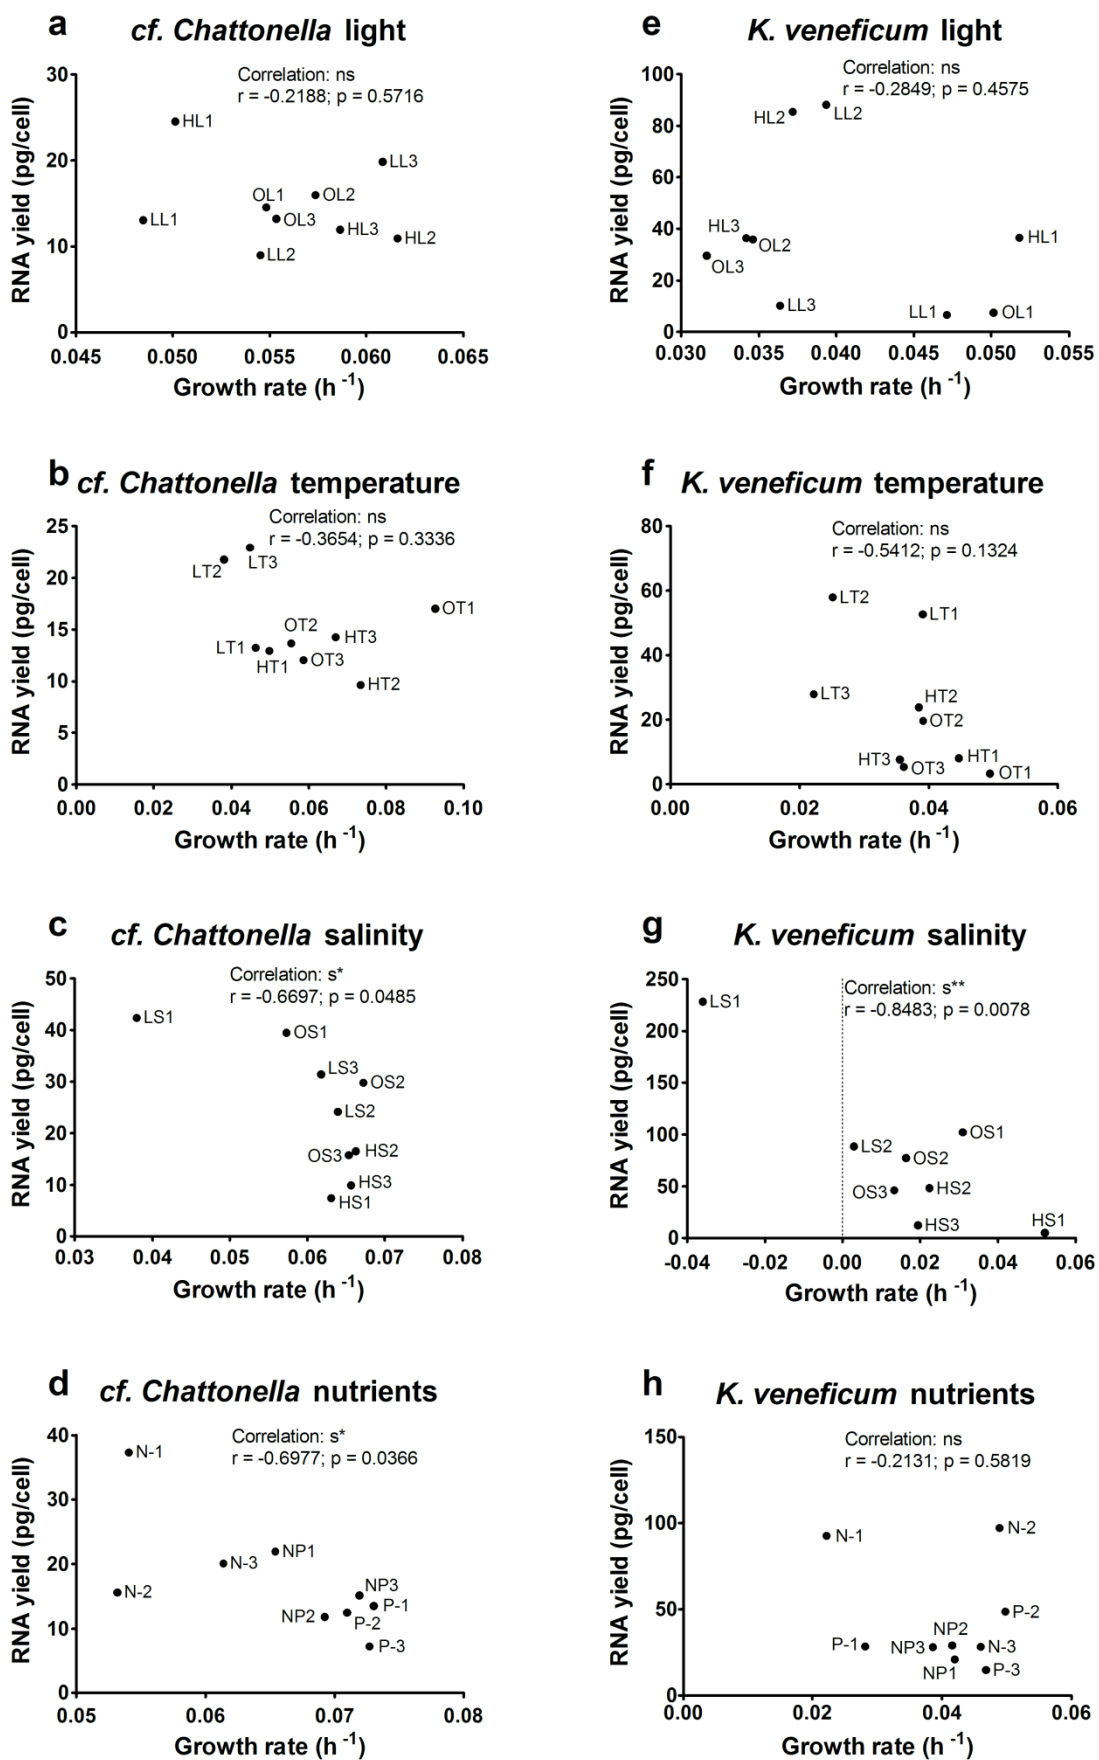 a cf. Chattonella light
Correlation: ns
r = -0.2188; p = 0.5716
RNA yield (pg/cell)
30
20
10
0
HL1
LL3
OL1
OL2
LL1
OL3
HL3
HL2
LL2
0.045 0.050 0.055 0.060 0.065
Growth rate (h -1)
e K. veneficum light
Correlation: ns
r = -0.2849; p = 0.4575
RNA yield (pg/cell)
100
80
60
40
20
0
HL2
LL2
HL3
OL2
HL1
OL3
LL3
LL1
OL1
0.030 0.035 0.040 0.045 0.050 0.055
Growth rate (h -1)
b cf. Chattonella temperature
Correlation: ns
r = -0.3654; p = 0.3336
RNA yield (pg/cell)
25
20
15
10
5
0
LT3
LT2
OT1
OT2
HT3
LT1
HT1
OT3
HT2
0.00 0.02 0.04 0.06 0.08 0.10
Growth rate (h -1)
f K. veneficum temperature
Correlation: ns
r = -0.5412; p = 0.1324
RNA yield (pg/cell)
80
60
40
20
0
LT2
LT1
LT3
HT2
OT2
HT3
HT1
OT3
OT1
0.00 0.02 0.04 0.06
Growth rate (h -1)
c cf. Chattonella salinity
Correlation: s*
r = -0.6697; p = 0.0485
RNA yield (pg/cell)
50
40
30
20
10
0
LS1
OS1
LS3
OS2
LS2
HS2
OS3
HS3
HS1
0.03 0.04 0.05 0.06 0.07 0.08
Growth rate (h -1)
g K. veneficum salinity
Correlation: s**
r = -0.8483; p = 0.0078
RNA yield (pg/cell)
250
200
150
100
50
0
LS1
OS1
LS2
OS2
OS3
HS2
HS3
HS1
-0.04 -0.02 0.00 0.02 0.04 0.06
Growth rate (h -1)
d cf. Chattonella nutrients
Correlation: s*
r = -0.6977; p = 0.0366
RNA yield (pg/cell)
40
30
20
10
0
N-1
NP1
N-3
N-2
NP3
P-1
NP2
P-2
P-3
0.05 0.06 0.07 0.08
Growth rate (h -1)
h K. veneficum nutrients
Correlation: ns
r = -0.2131; p = 0.5819
RNA yield (pg/cell)
150
100
50
0
N-1
N-2
P-2
P-1
NP3
NP2
N-3
NP1
P-3
0.00 0.02 0.04 0.06
Growth rate (h -1)